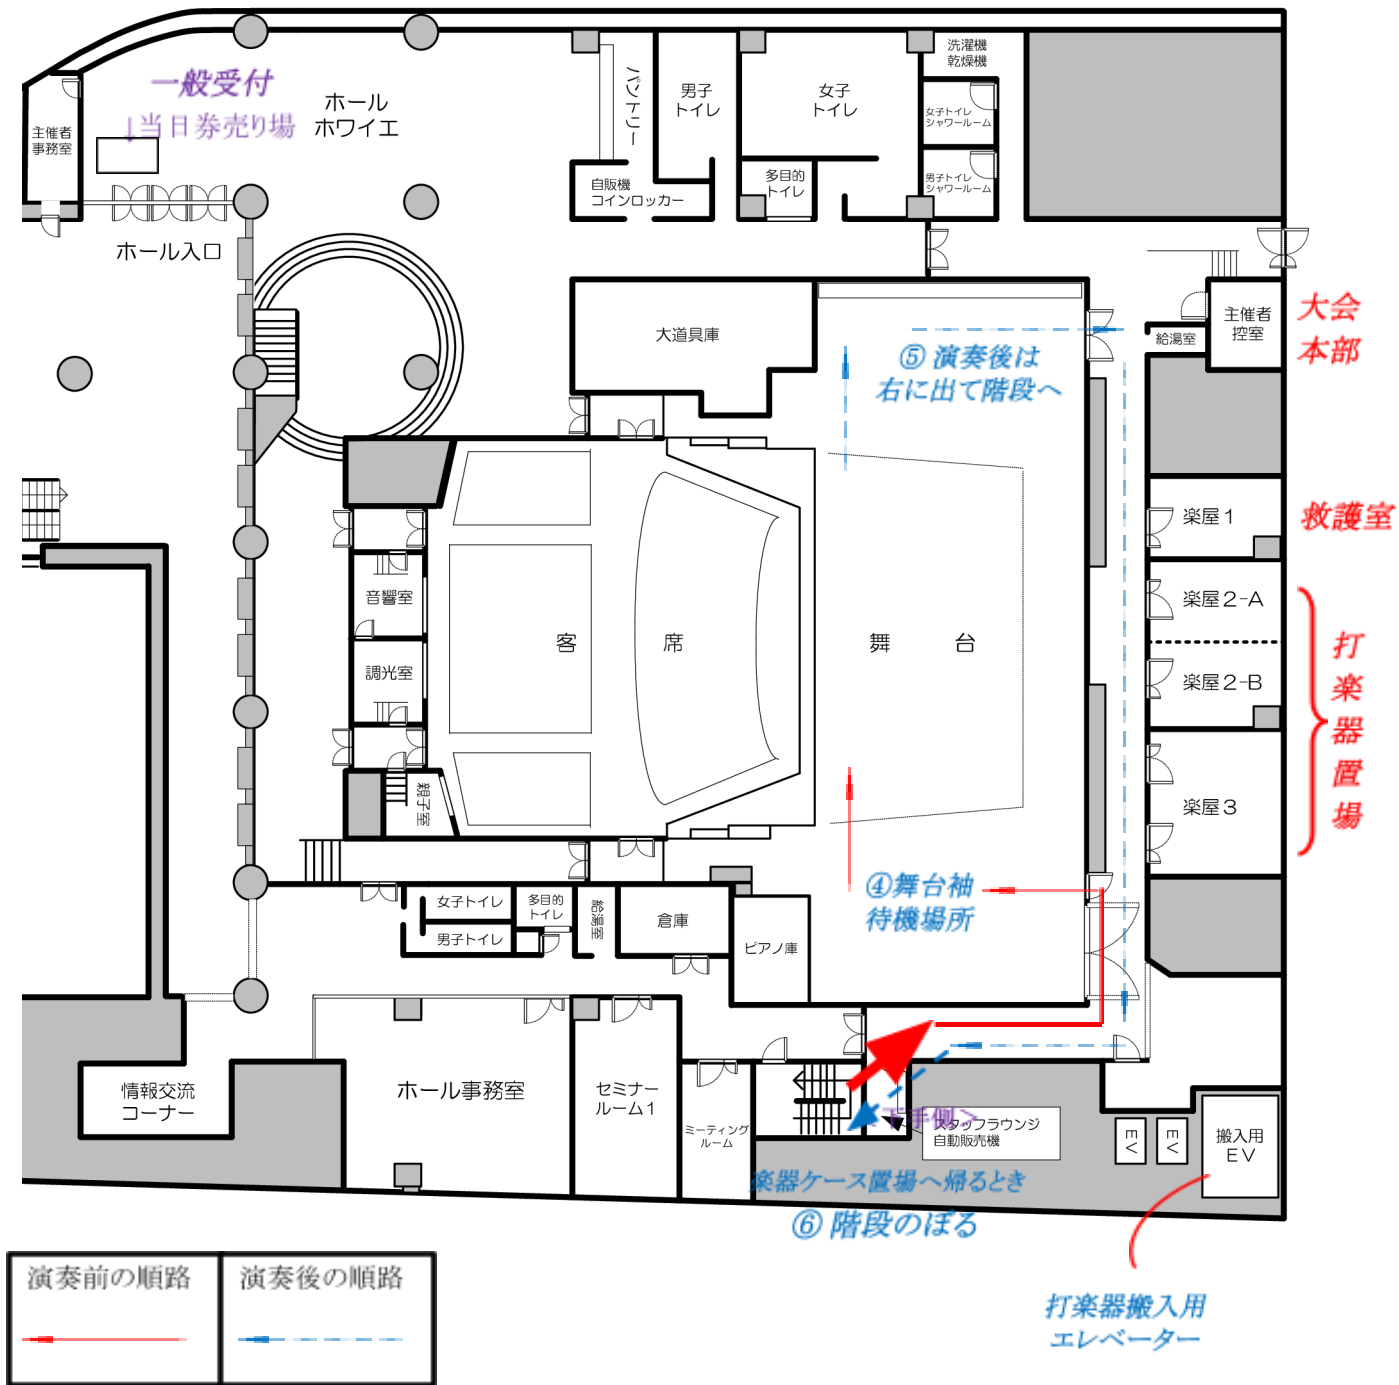 一般受付
↓当日券売り場
ホール
ホワイエ
主催者
事務室
ホール入口
パントリー
男子
トイレ
女子
トイレ
洗濯機
乾燥機
女子トイレ
シャワールーム
男子トイレ
シャワールーム
多目的
トイレ
自販機
コインロッカー
大道具庫
主催者
控室
給湯室
大会
本部
⑤ 演奏後は
右に出て階段へ
楽屋1
救護室
楽屋2-A
楽屋2-B
楽屋3
打楽器置場
音響室
調光室
親子室
客席
舞台
④舞台袖
待機場所
女子トイレ
男子トイレ
多目的
トイレ
給湯室
倉庫
ピアノ庫
情報交流
コーナー
ホール事務室
セミナー
ルーム1
ミーティング
ルーム
<下手側>
スタッフラウンジ
自動販売機
EV
EV
搬入用
EV
楽器ケース置場へ帰るとき
⑥ 階段のぼる
打楽器搬入用
エレベーター
演奏前の順路
演奏後の順路